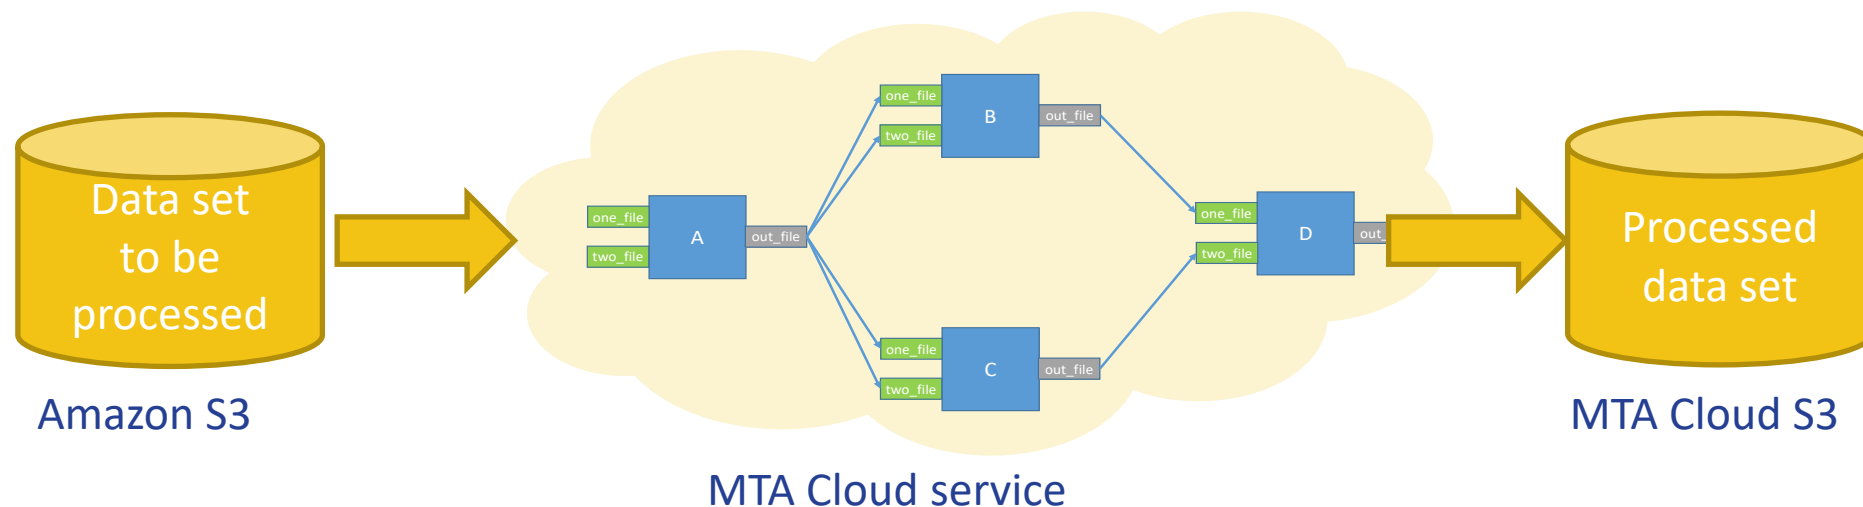 Data set
to be
processed
Amazon S3
one_file
two_file
A
out_file
one_file
two_file
B
out_file
one_file
two_file
C
out_file
one_file
two_file
D
out_
MTA Cloud service
Processed
data set
MTA Cloud S3